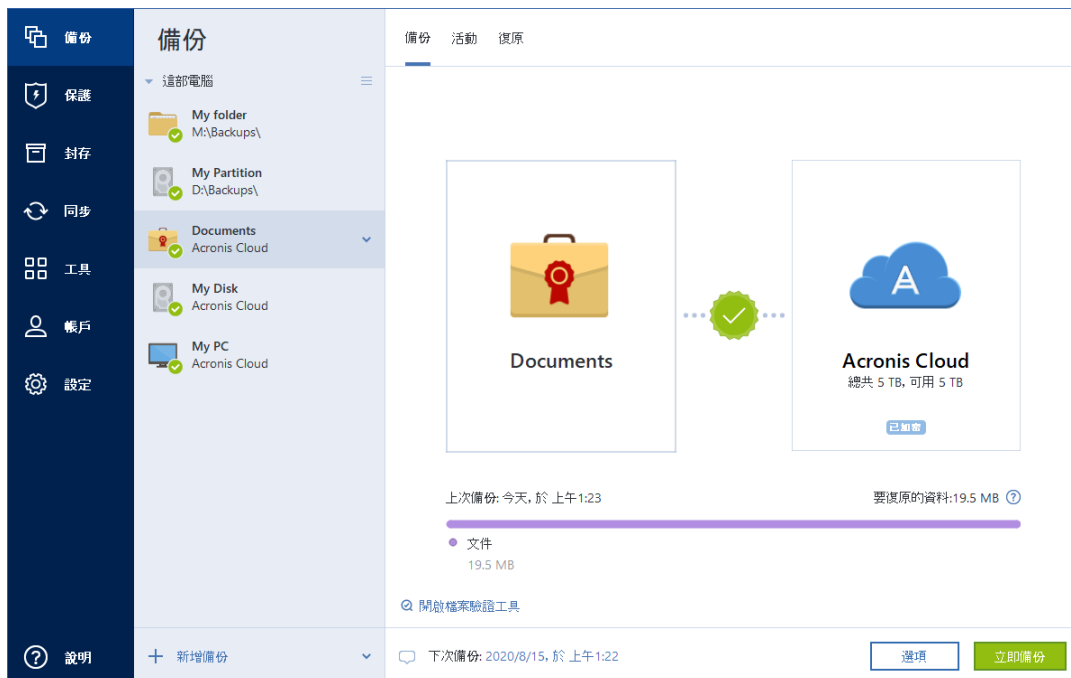 備份
保護
封存
同步
工具
帳戶
設定
說明
備份
這部電腦
My folder
M:\Backups\
My Partition
D:\Backups\
Documents
Acronis Cloud
My Disk
Acronis Cloud
My PC
Acronis Cloud
新增備份
備份 活動 復原
Documents
Acronis Cloud
總共 5 TB, 可用 5 TB
已加密
上次備份: 今天, 於 上午1:23
要復原的資料:19.5 MB
文件
19.5 MB
開啟檔案驗證工具
下次備份: 2020/8/15, 於 上午1:22
選項
立即備份